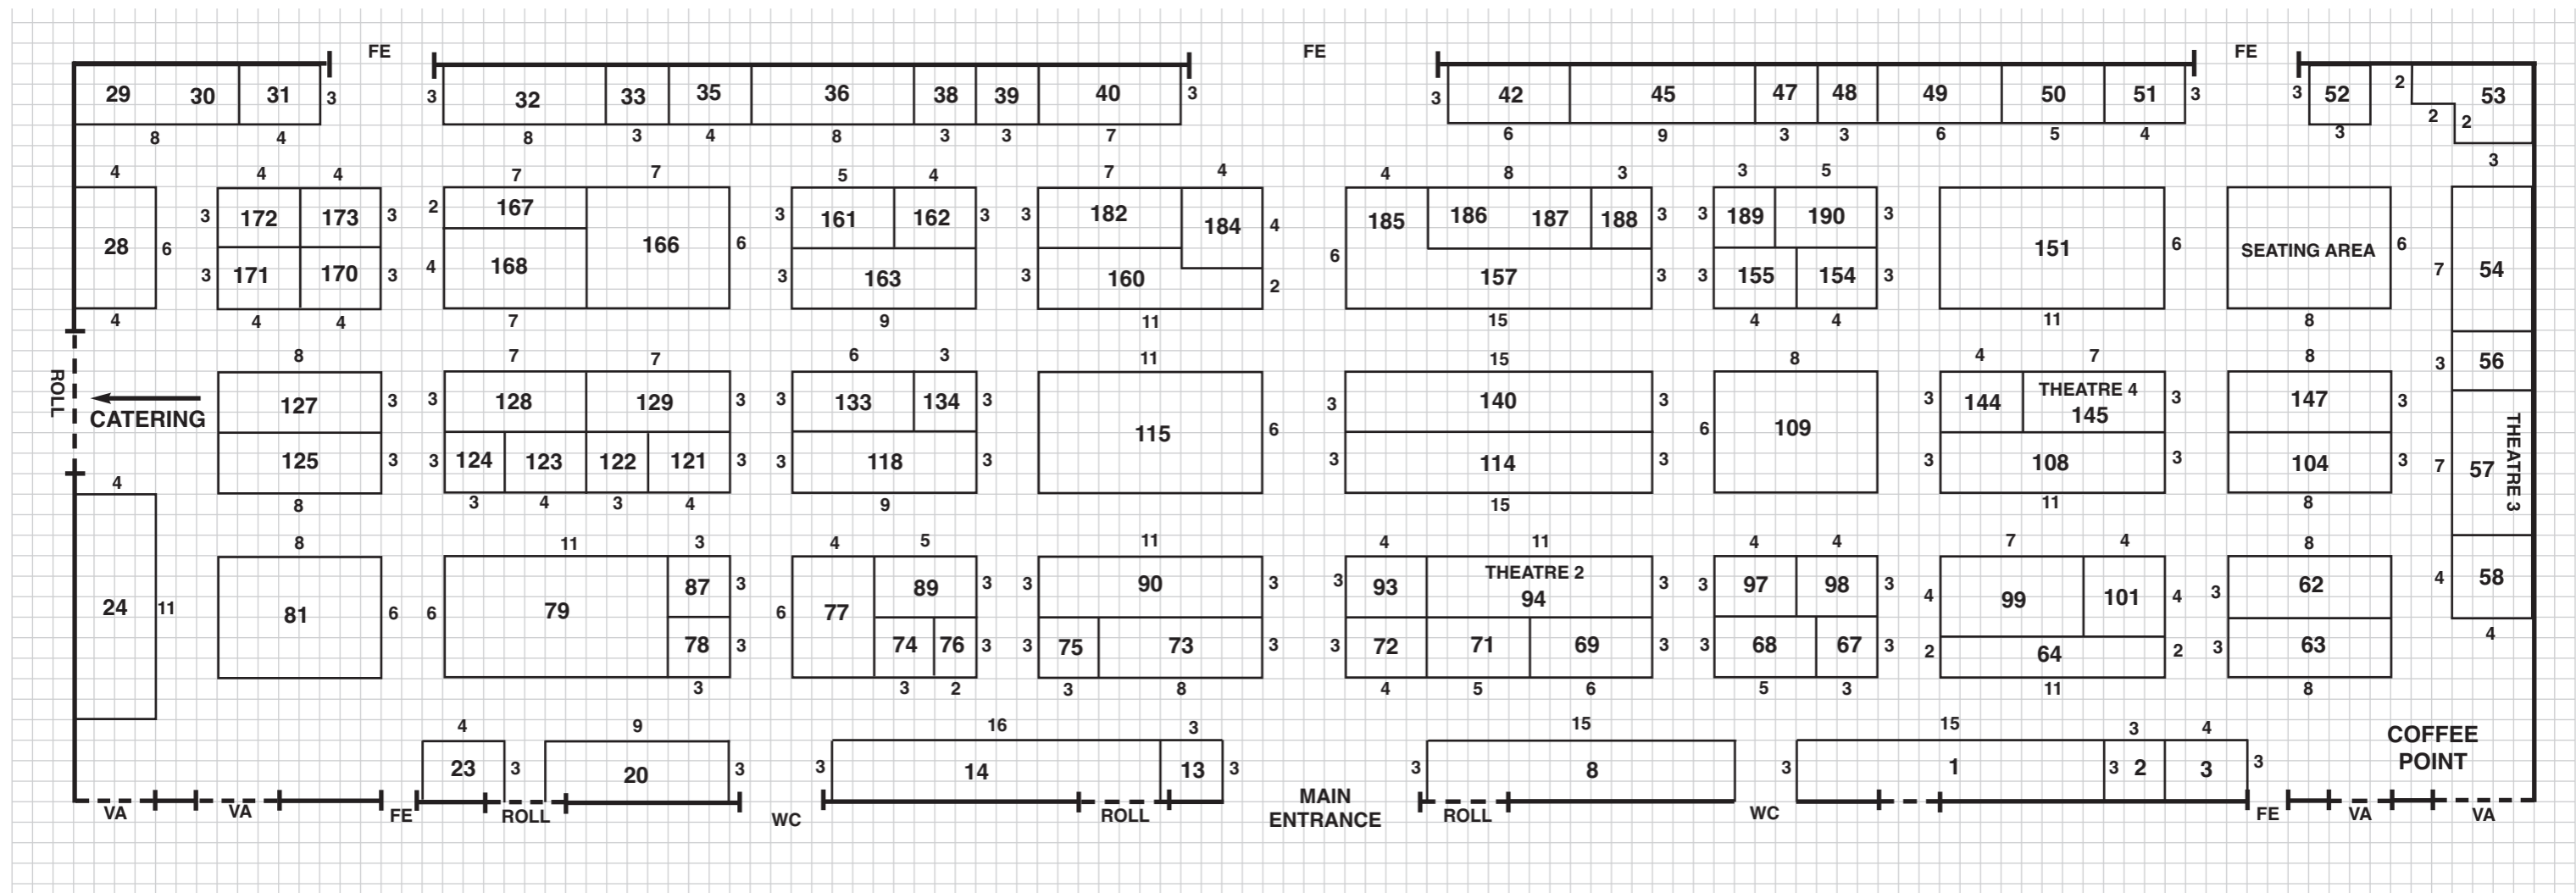 FE FE FE
29 30 31 3 3 32 33 35 36 38 39 40 3 3 42 45 47 48 49 50 51 3 3 52 2 53
2 2
8 4 8 3 4 8 3 3 7 6 9 3 3 6 5 4 3
3
4 4 4 7 7 5 4 7 4 4 8 3 3 5
3 172 173 3 2 167 3 161 162 3 3 182 184 4 185 186 187 188 3 3 189 190 3
28 6 166 6 6 151 6 SEATING AREA 6 7 54
3 171 170 3 4 168 3 163 3 160 2 157 3 3 155 154 3
4 4 4 7 9 11 15 4 4 11 8
8 7 7 6 3 11 15 8 4 7 8 3 56
ROLL
CATERING
127 3 3 128 129 3 3 133 134 3 3 140 3 3 144 THEATRE 4
145 3 147 3
115 6 6 109
125 3 3 124 123 122 121 3 3 118 3 3 114 3 3 108 3 104 3 7 57 THEATRE 3
4 8 3 4 3 4 9 15 11 8
8 11 3 4 5 11 4 11 4 4 7 4 8
87 3 89 3 3 90 3 3 93 THEATRE 2
94 3 3 97 98 3 4 99 101 4 3 62 4 58
24 11 81 6 6 79 6 77
78 3 74 76 3 3 75 73 3 3 72 71 69 3 3 68 67 3 2 64 2 3 63
4
3 3 2 3 8 4 5 6 5 3 11 8
4 9 16 3 15 15 3 4
23 3 20 3 3 14 13 3 3 8 3 1 3 2 3 3
COFFEE
POINT
VA VA FE ROLL WC ROLL
MAIN
ENTRANCE
ROLL WC FE VA VA